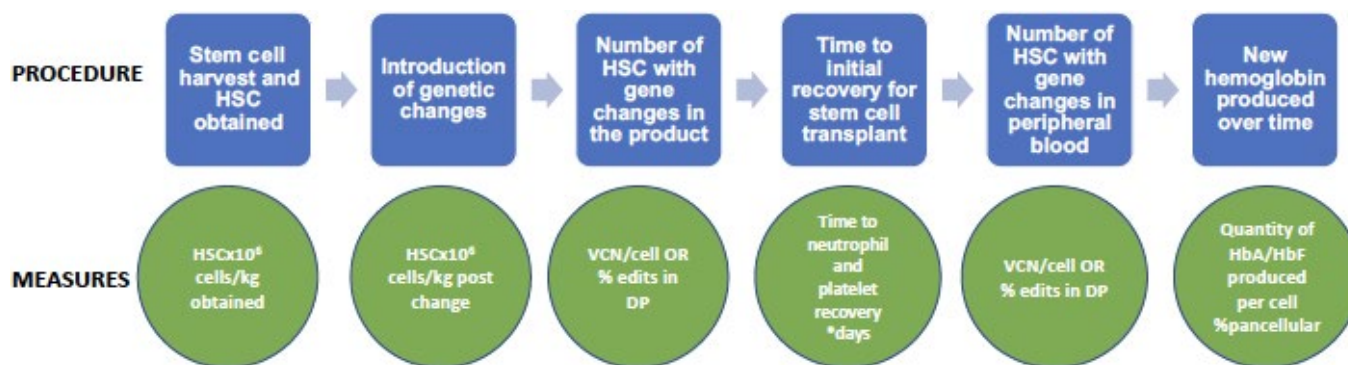 PROCEDURE
Stem cell
harvest and
HSC
obtained
Introduction
of genetic
changes
Number of
HSC with
gene
changes in
the product
Time to
initial
recovery for
stem cell
transplant
Number of
HSC with
gene
changes in
peripheral
blood
New
hemoglobin
produced
over time
MEASURES
HSCx10⁶
cells/kg
obtained
HSCx10⁶
cells/kg post
change
VCN/cell OR
% edits in
DP
Time to
neutrophil
and
platelet
recovery
*days
VCN/cell OR
% edits in DP
Quantity of
HbA/HbF
produced
per cell
%pancellular